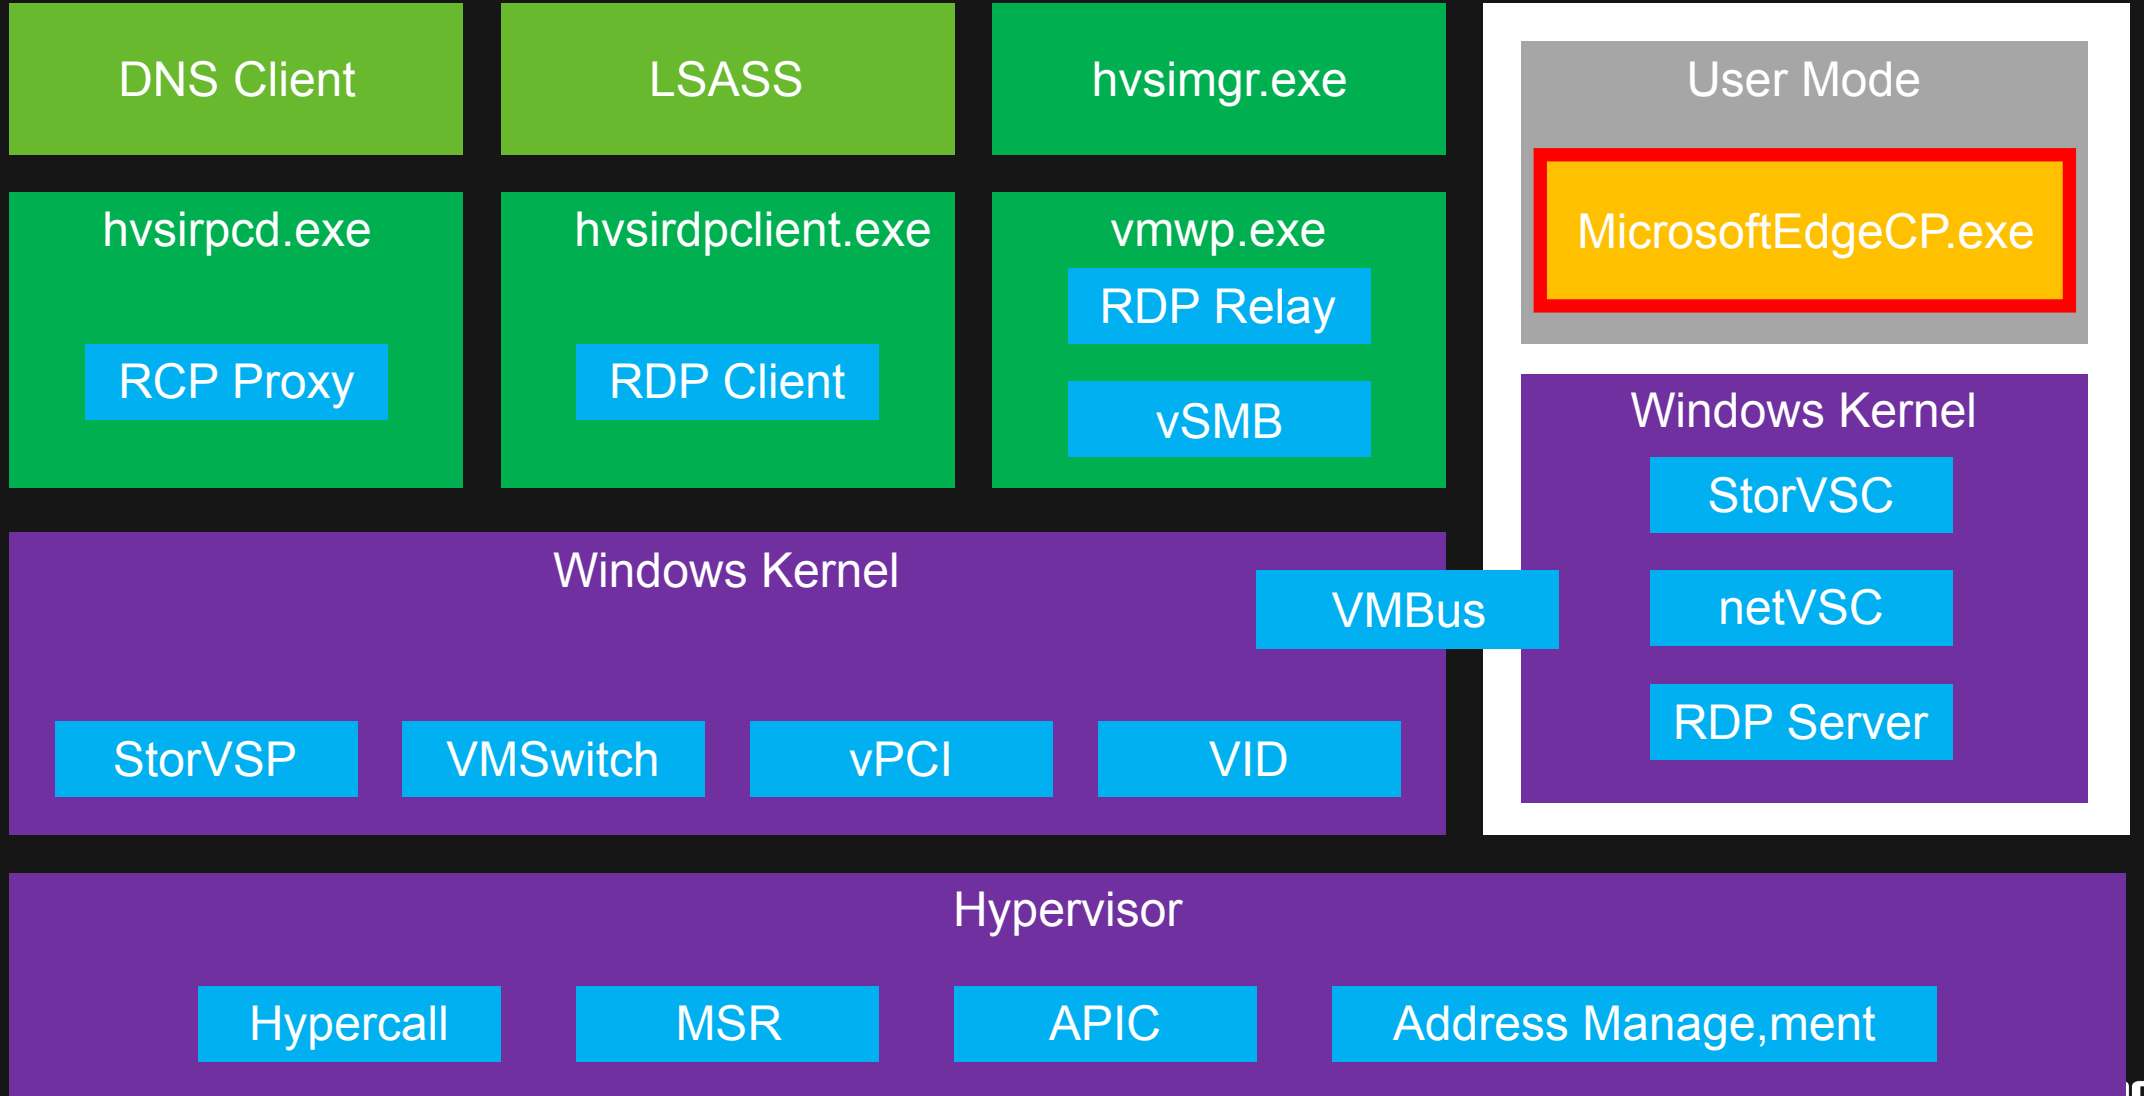 DNS Client
LSASS
hvsimgr.exe
User Mode
MicrosoftEdgeCP.exe
hvsirpcd.exe
RCP Proxy
hvsirdpclient.exe
RDP Client
vmwp.exe
RDP Relay
vSMB
Windows Kernel
StorVSC
netVSC
RDP Server
Windows Kernel
VMBus
StorVSP
VMSwitch
vPCI
VID
Hypervisor
Hypercall
MSR
APIC
Address Manage,ment